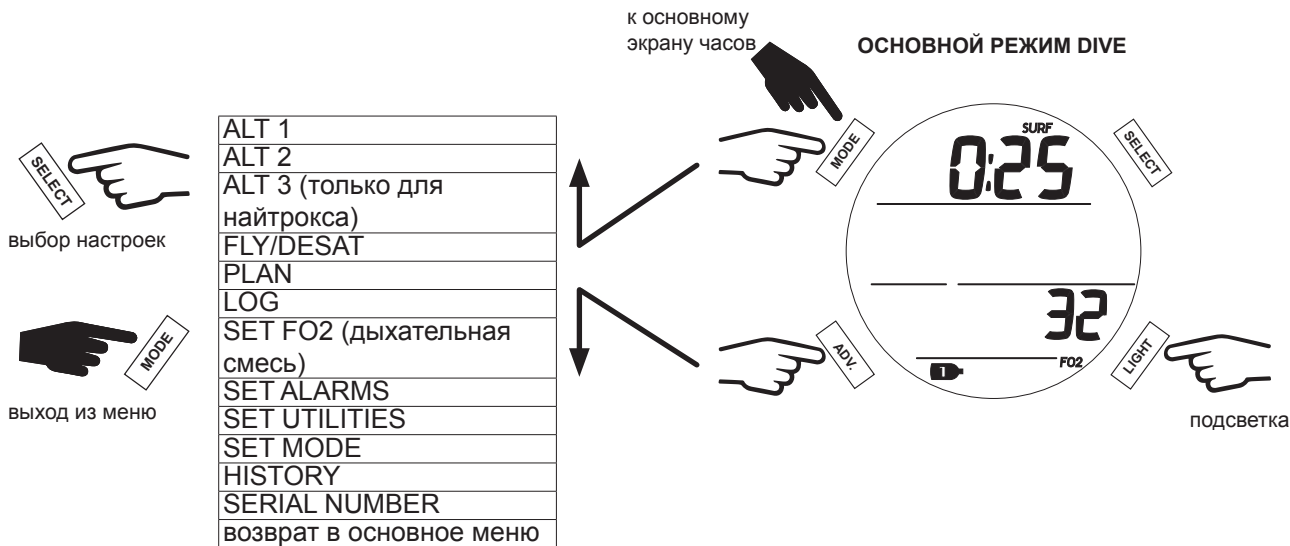 к основному
экрану часов
ОСНОВНОЙ РЕЖИМ DIVE
SELECT
выбор настроек
MODE
выход из меню
ALT 1
ALT 2
ALT 3 (только для
найтрокса)
FLY/DESAT
PLAN
LOG
SET FO2 (дыхательная
смесь)
SET ALARMS
SET UTILITIES
SET MODE
HISTORY
SERIAL NUMBER
возврат в основное меню
MODE
SURF
0:25
SELECT
32
ADV.
1
FO2
LIGHT
подсветка